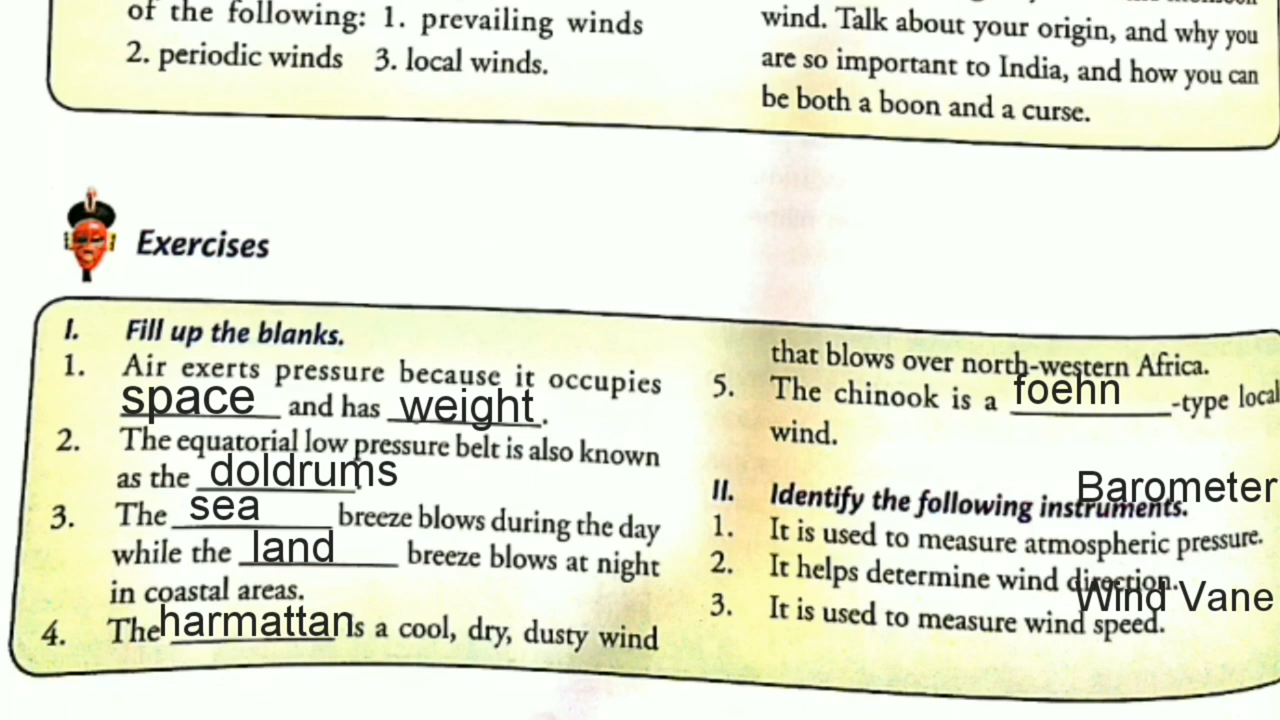 of the following: 1. prevailing winds
2. periodic winds 3. local winds.
wind. Talk about your origin, and why you
are so important to India, and how you can
be both a boon and a curse.
Exercises
I. Fill up the blanks.
1. Air exerts pressure because it occupies
space and has weight.
2. The equatorial low pressure belt is also known
as the doldrums.
3. The sea breeze blows during the day
while the land breeze blows at night
in coastal areas.
4. The harmattan is a cool, dry, dusty wind
that blows over north-western Africa.
5. The chinook is a foehn-type local
wind.
II. Identify the following instruments.
Barometer
1. It is used to measure atmospheric pressure.
2. It helps determine wind direction.
Wind Vane
3. It is used to measure wind speed.